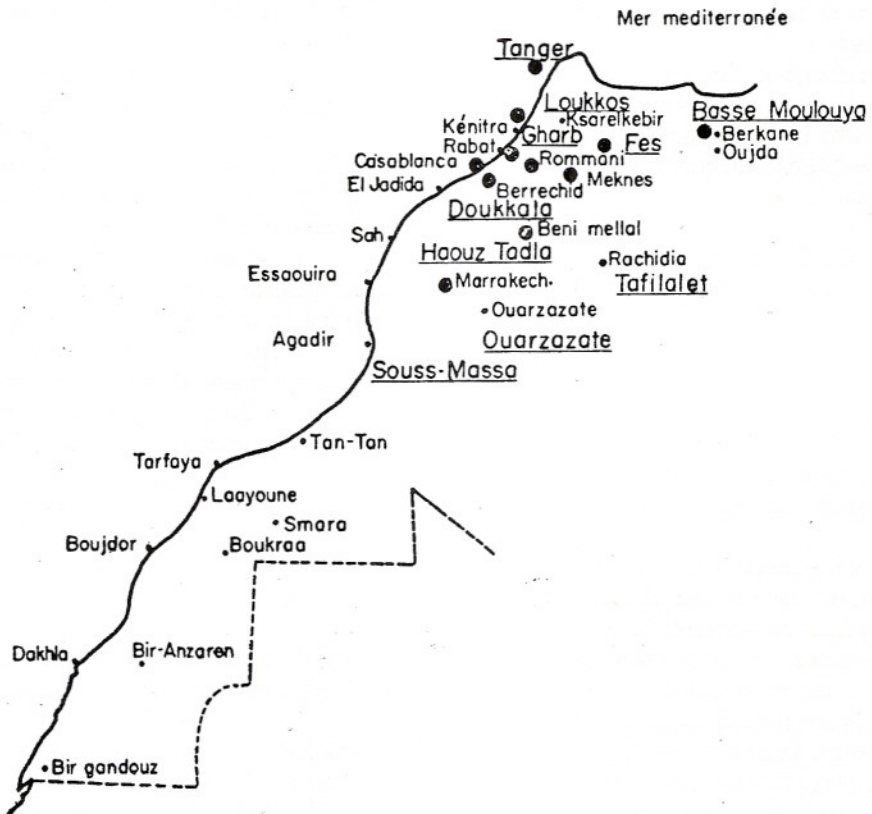 Mer mediterronée
Tanger
Loukkos
Ksarelkebir
Basse Moulouya
Kénitra
Gharb
Berkane
Rabat
Fes
Oujda
Casablanca
Rommani
El Jadida
Berrechid
Meknes
Doukkala
Sah
Beni mellal
Haouz Tadla
Rachidia
Essaouira
Marrakech.
Tafilalet
Ouarzazate
Agadir
Ouarzazate
Souss-Massa
Tan-Tan
Tarfaya
Laayoune
Smara
Boujdor
Boukraa
Dakhla
Bir-Anzaren
Bir gandouz